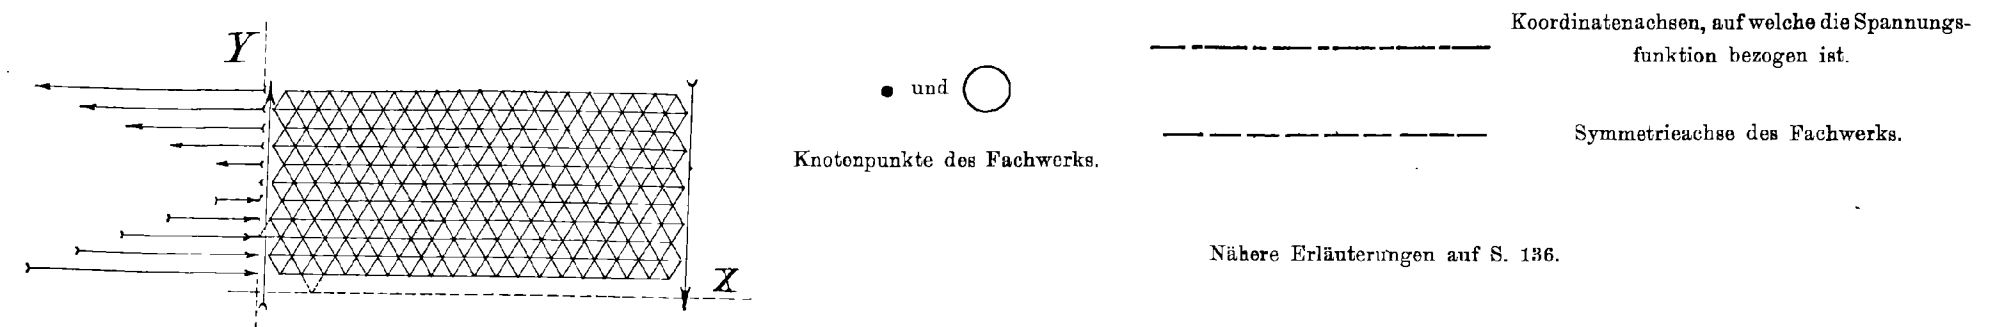 Y
X
und
Knotenpunkte des Fachwerks.
Koordinatenachsen, auf welche die Spannungs-
funktion bezogen ist.
Symmetrieachse des Fachwerks.
Nähere Erläuterungen auf S. 136.